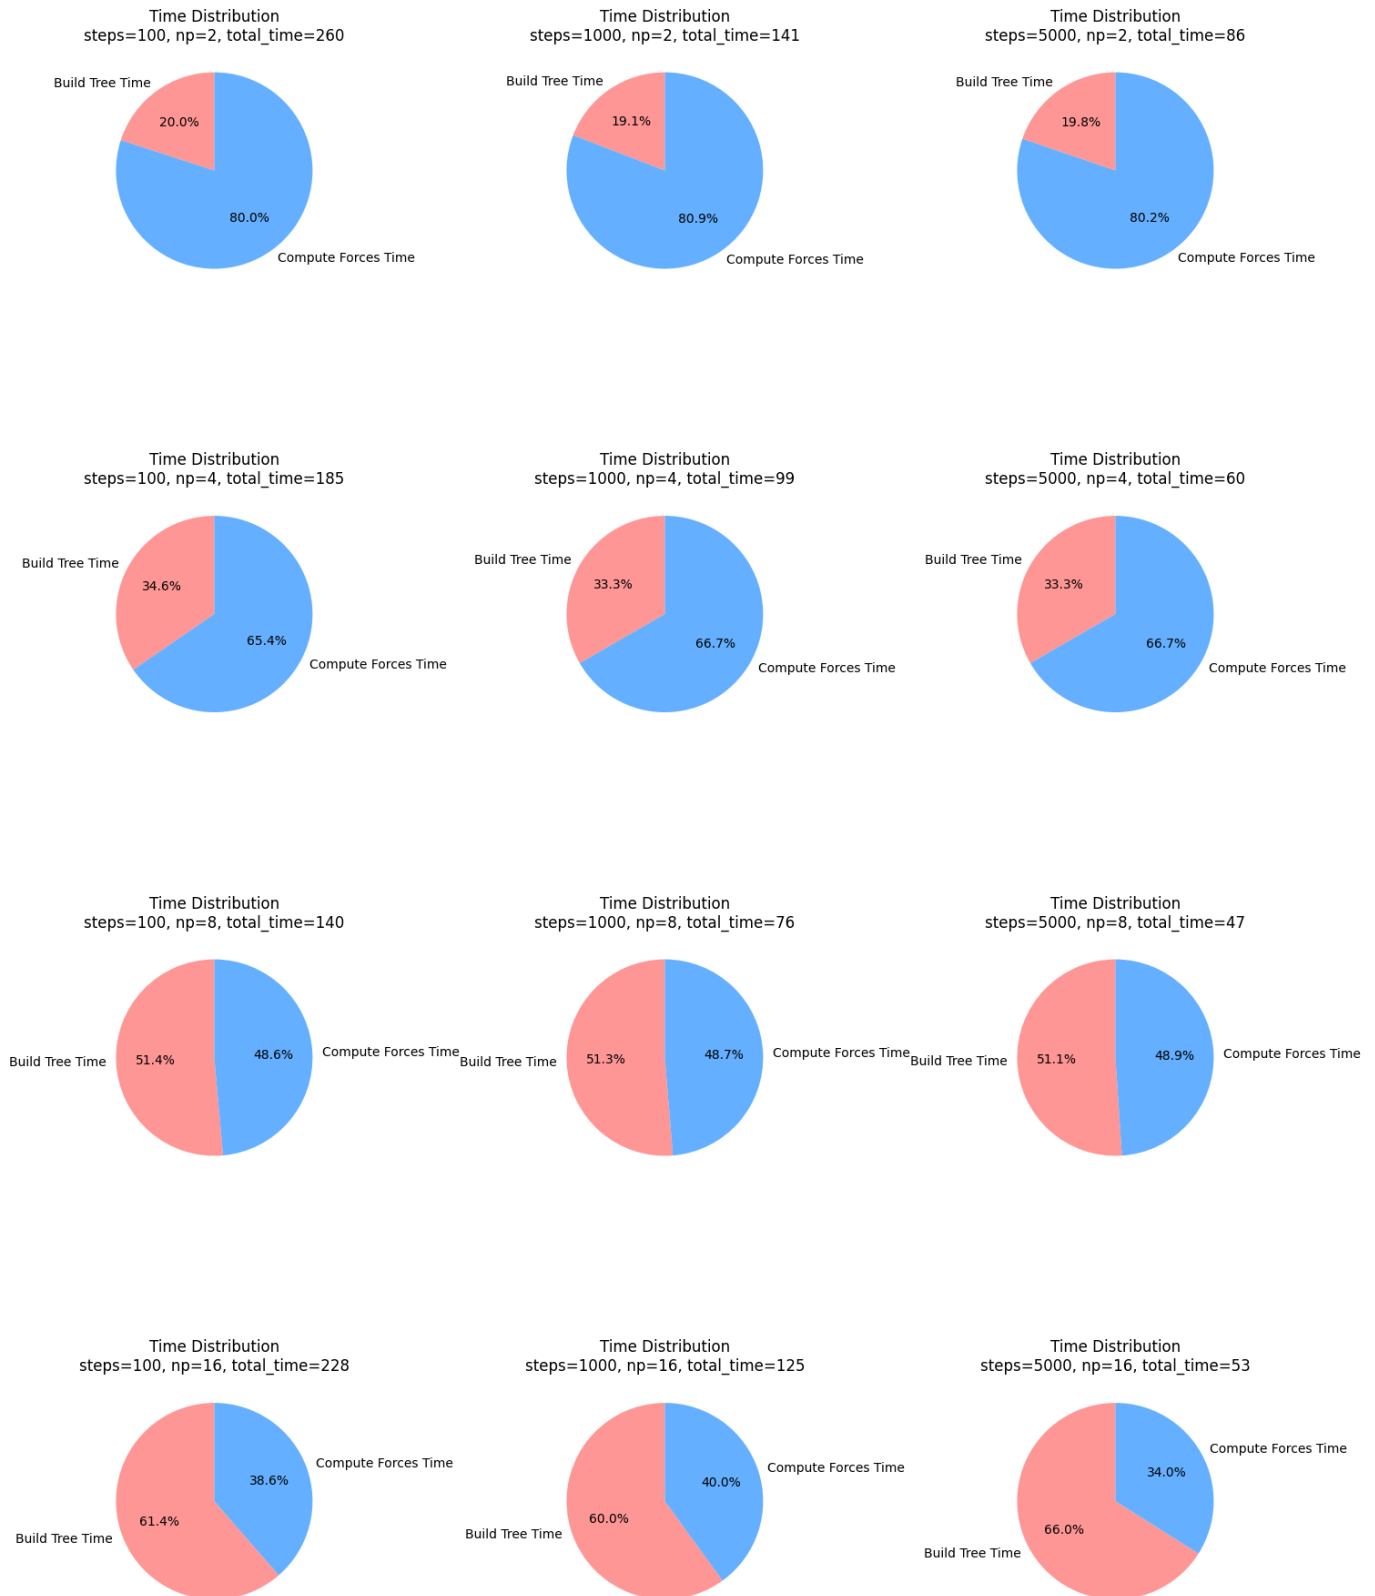 Time Distribution
steps=100, np=2, total_time=260
Build Tree Time
20.0%
80.0%
Compute Forces Time
Time Distribution
steps=1000, np=2, total_time=141
Build Tree Time
19.1%
80.9%
Compute Forces Time
Time Distribution
steps=5000, np=2, total_time=86
Build Tree Time
19.8%
80.2%
Compute Forces Time
Time Distribution
steps=100, np=4, total_time=185
Build Tree Time
34.6%
65.4%
Compute Forces Time
Time Distribution
steps=1000, np=4, total_time=99
Build Tree Time
33.3%
66.7%
Compute Forces Time
Time Distribution
steps=5000, np=4, total_time=60
Build Tree Time
33.3%
66.7%
Compute Forces Time
Time Distribution
steps=100, np=8, total_time=140
Build Tree Time
51.4%
48.6%
Compute Forces Time
Time Distribution
steps=1000, np=8, total_time=76
Build Tree Time
51.3%
48.7%
Compute Forces Time
Time Distribution
steps=5000, np=8, total_time=47
Build Tree Time
51.1%
48.9%
Compute Forces Time
Time Distribution
steps=100, np=16, total_time=228
Compute Forces Time
38.6%
61.4%
Build Tree Time
Time Distribution
steps=1000, np=16, total_time=125
Compute Forces Time
40.0%
60.0%
Build Tree Time
Time Distribution
steps=5000, np=16, total_time=53
Compute Forces Time
34.0%
66.0%
Build Tree Time